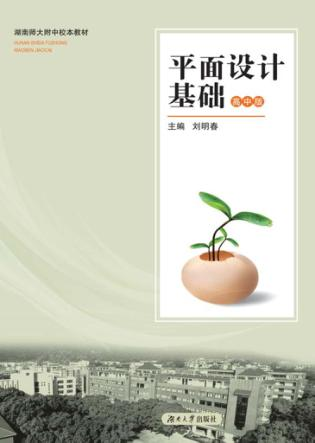 湖南师大附中校本教材
HUNAN SHIDA FUZHONG
XIAOBEN JIAOCAI
平面设计
基础 高中版
主编 刘明春
湖南大学出版社